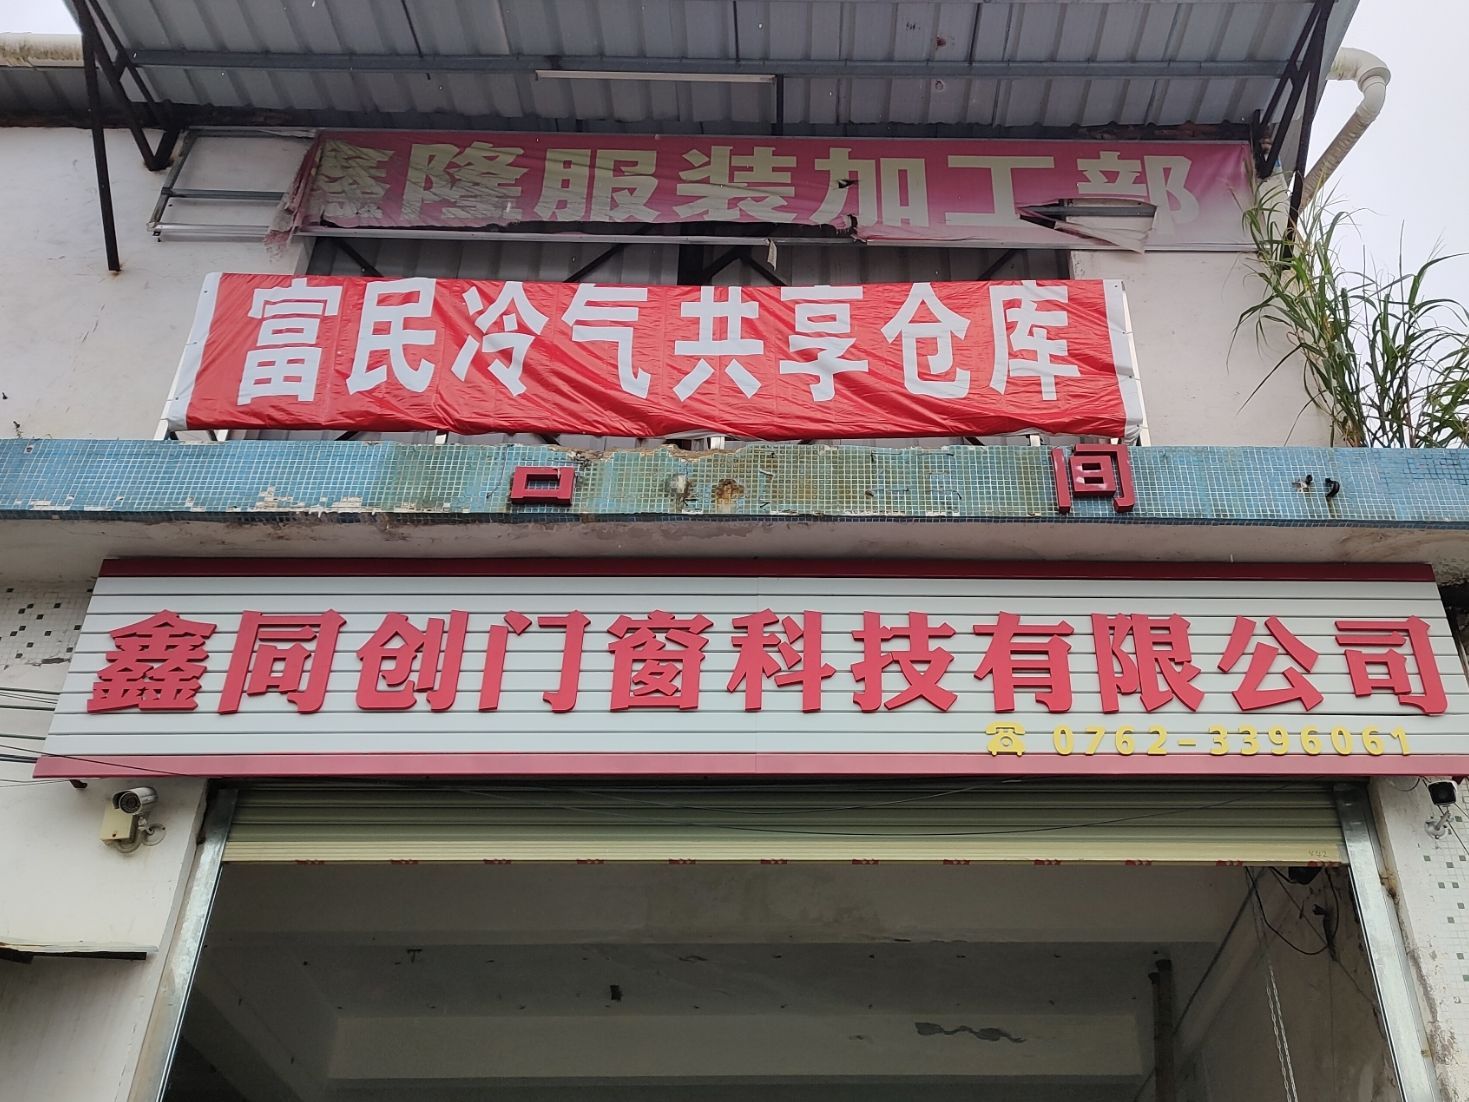 鑫隆服装加工部
富民冷气共享仓库
口 间
鑫同创门窗科技有限公司
☎ 0762-3396061